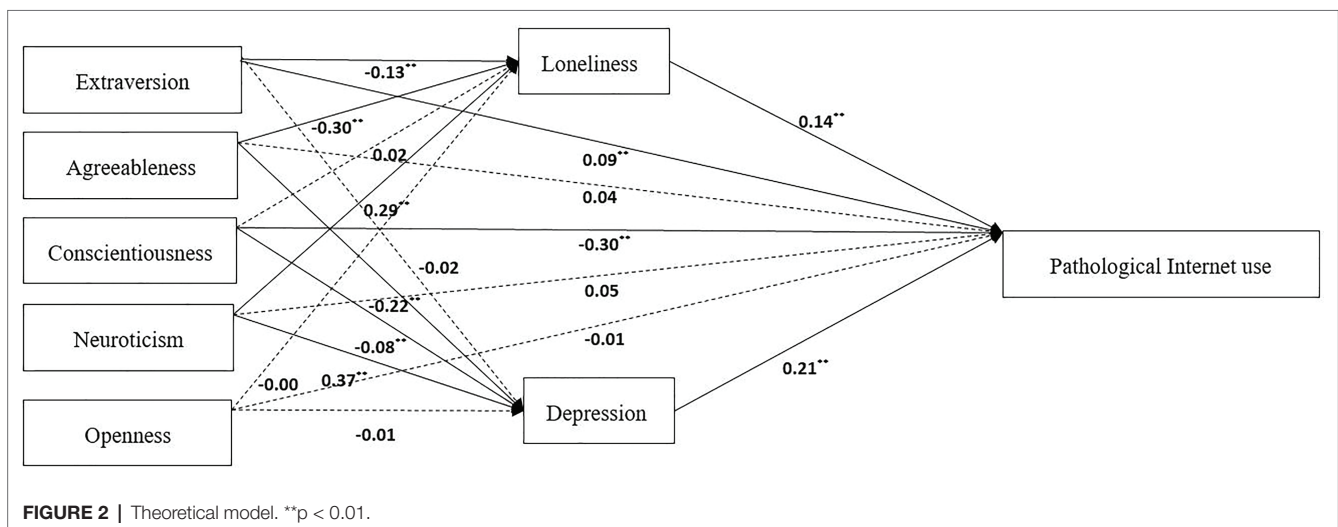 Extraversion
Agreeableness
Conscientiousness
Neuroticism
Openness
Loneliness
Depression
Pathological Internet use
-0.13**
-0.30**
0.02
0.29**
-0.02
-0.22**
-0.08**
-0.00
0.37**
-0.01
0.09**
0.04
-0.30**
0.05
-0.01
0.14**
0.21**
FIGURE 2 | Theoretical model. **p < 0.01.